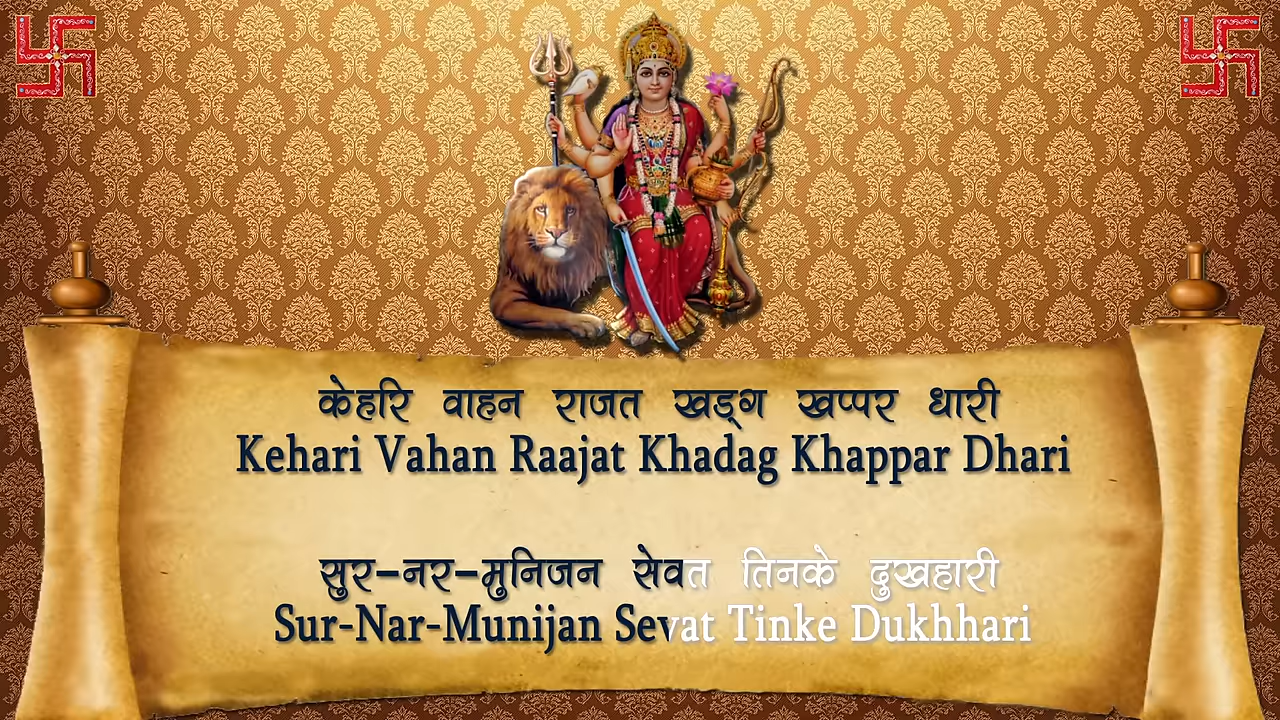 केहरि वाहन राजत खड्ग खप्पर धारी
Kehari Vahan Raajat Khadag Khappar Dhari
सुर-नर-मुनिजन सेवत तिनके दुखहारी
Sur-Nar-Munijan Sevat Tinke Dukhhari